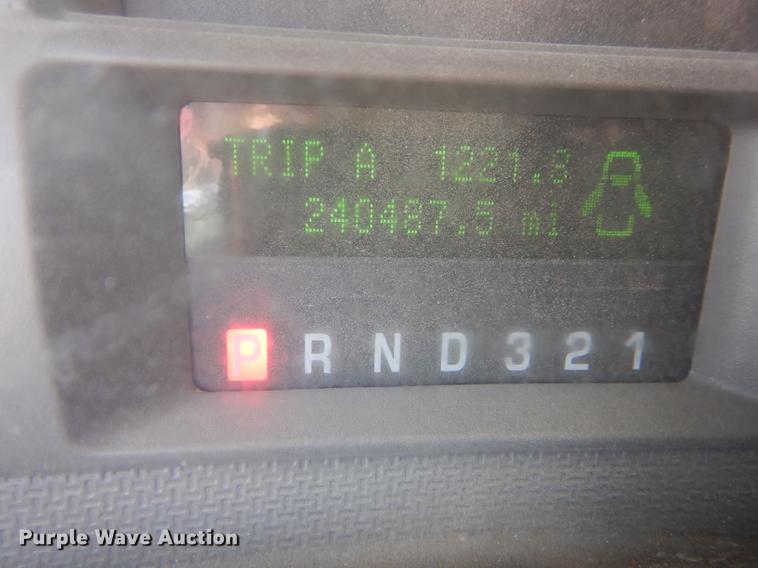 TRIP A 1221.8
240487.5 mi
P R N D 3 2 1
Purple Wave Auction